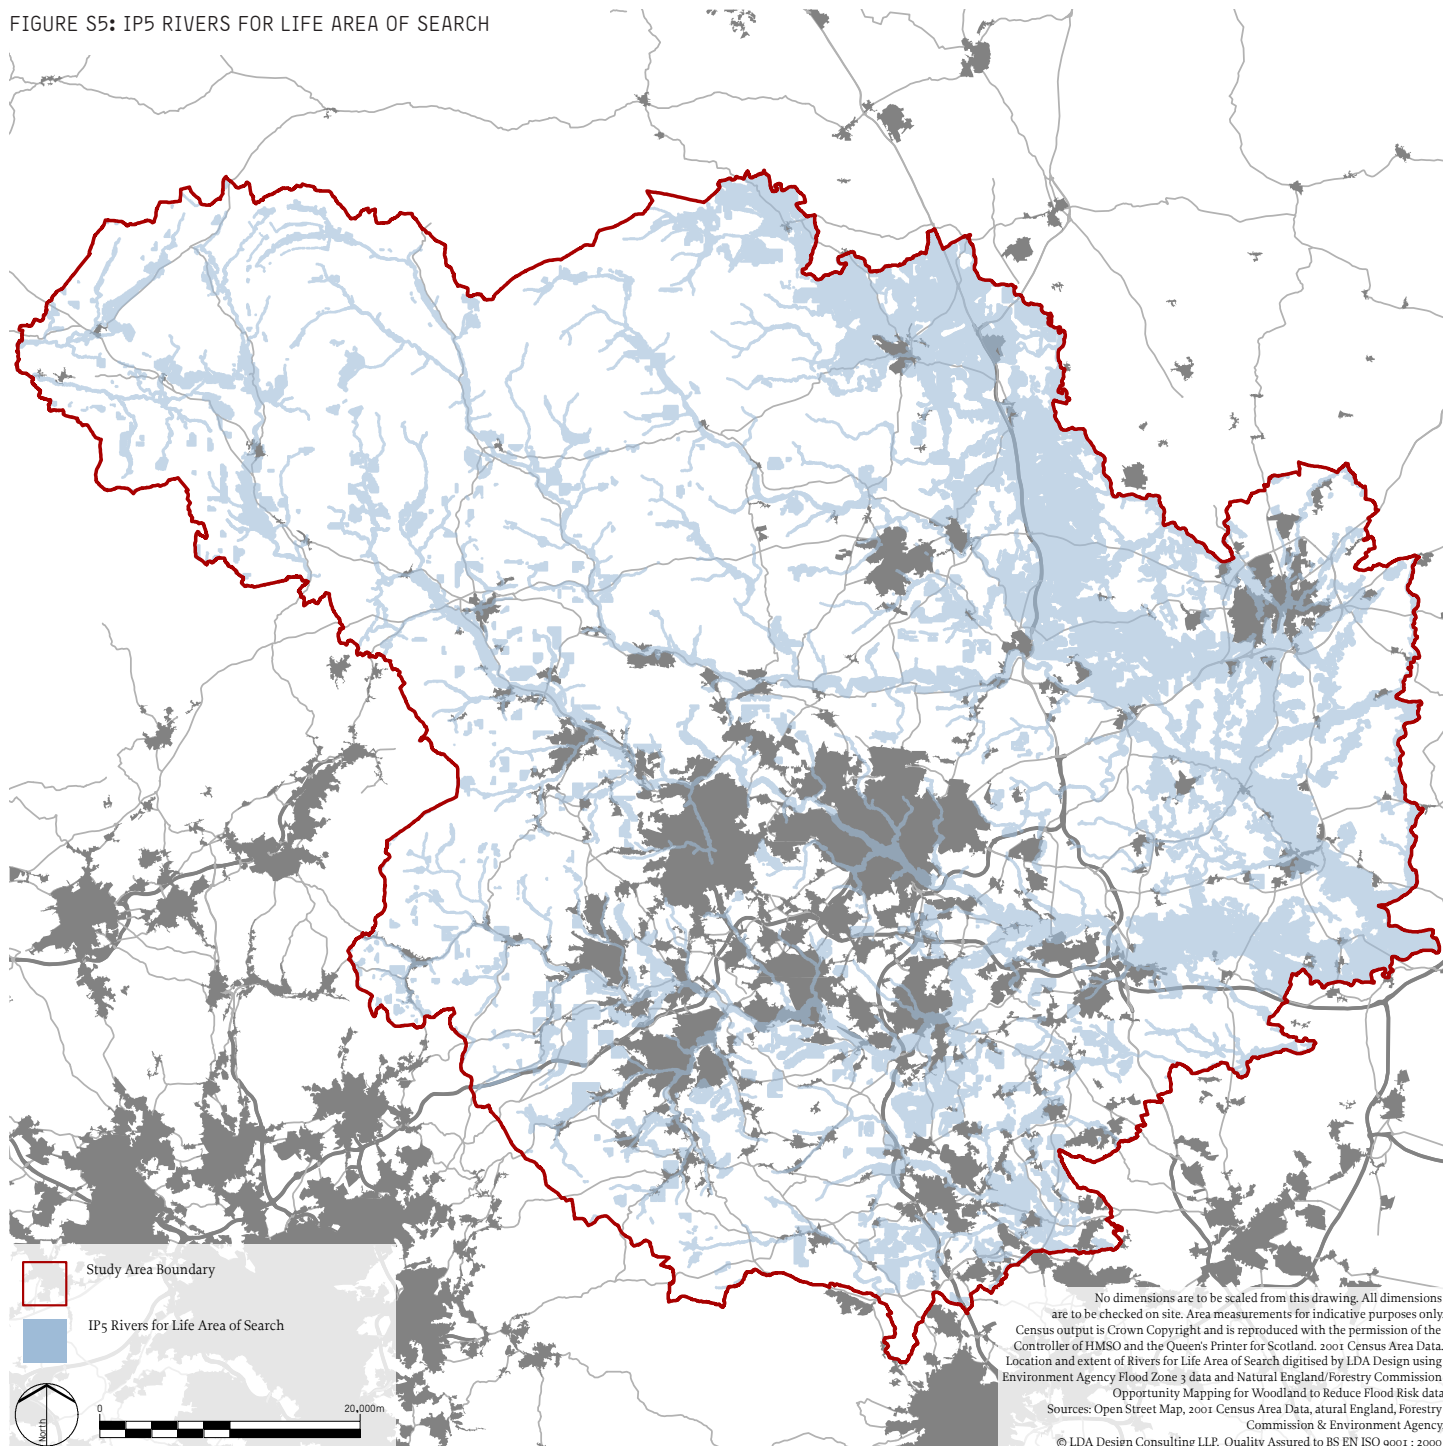 FIGURE S5: IP5 RIVERS FOR LIFE AREA OF SEARCH
Study Area Boundary
IP5 Rivers for Life Area of Search
North
0 20,000m
No dimensions are to be scaled from this drawing. All dimensions
are to be checked on site. Area measurements for indicative purposes only.
Census output is Crown Copyright and is reproduced with the permission of the
Controller of HMSO and the Queen's Printer for Scotland. 2001 Census Area Data.
Location and extent of Rivers for Life Area of Search digitised by LDA Design using
Environment Agency Flood Zone 3 data and Natural England/Forestry Commission
Opportunity Mapping for Woodland to Reduce Flood Risk data
Sources: Open Street Map, 2001 Census Area Data, atural England, Forestry
Commission & Environment Agency
© LDA Design Consulting LLP. Quality Assured to BS EN ISO 9001 : 2000